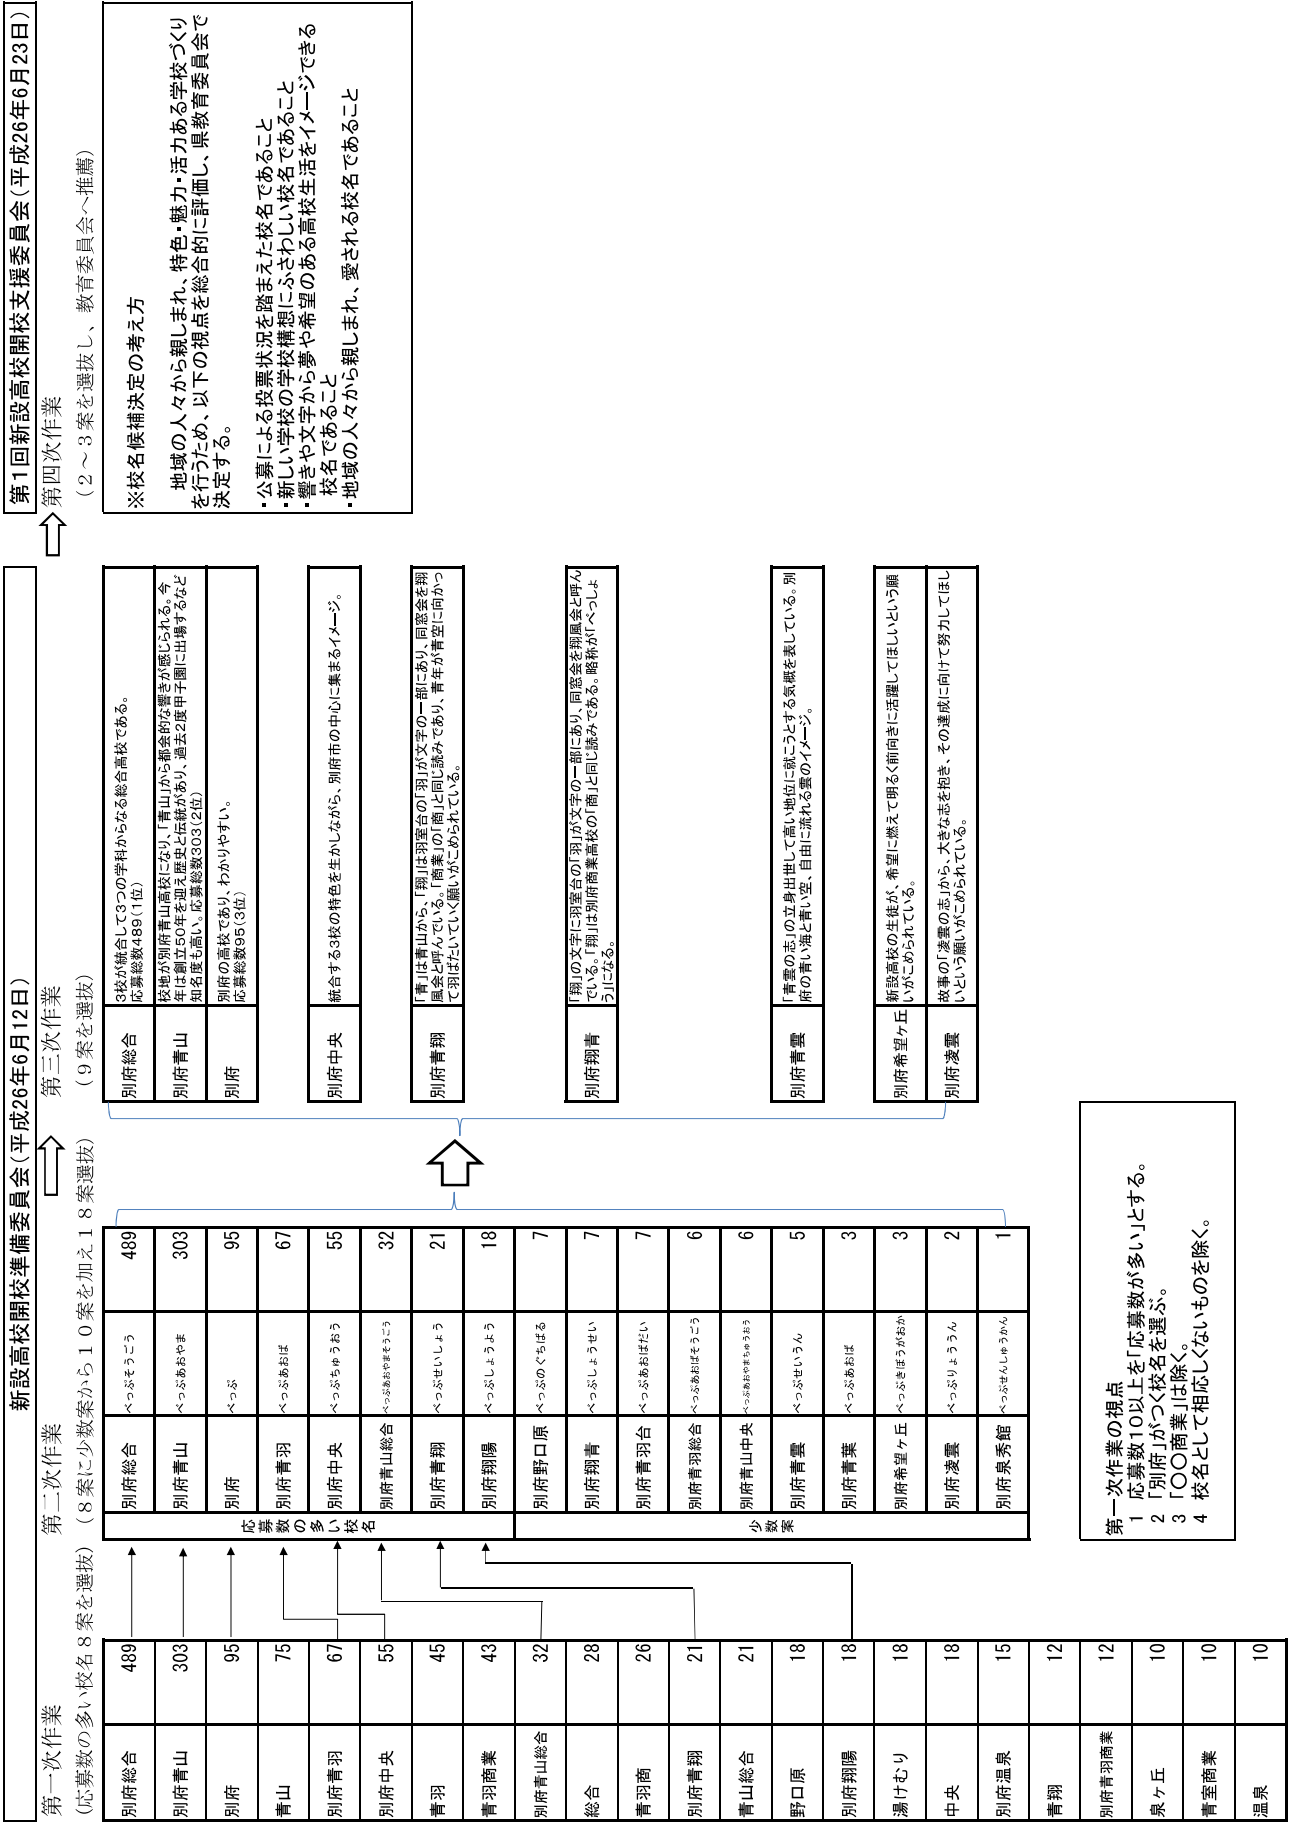 新設高校開校準備委員会(平成26年6月12日)
第1回新設高校開校支援委員会(平成26年6月23日)
第一次作業
(応募数の多い校名8案を選抜)
別府総合 489
別府青山 303
別府 95
青山 75
別府青羽 67
別府中央 55
青羽 45
青羽商業 43
別府青山総合 32
総合 28
青羽商 26
別府青翔 21
青山総合 21
野口原 18
別府翔陽 18
湯けむり 18
中央 18
別府温泉 15
青翔 12
別府青羽商業 12
泉ヶ丘 10
青室商業 10
温泉 10
第二次作業
(8案に少数案から10案を加え18案選抜)
応募数の多い校名
別府総合 べっぷそうごう 489
別府青山 べっぷあおやま 303
別府 べっぷ 95
別府青羽 べっぷあおば 67
別府中央 べっぷちゅうおう 55
別府青山総合 べっぷあおやまそうごう 32
別府青翔 べっぷせいしょう 21
別府翔陽 べっぷしょうよう 18
少数案
別府野口原 べっぷのぐちばる 7
別府翔青 べっぷしょうせい 7
別府青羽台 べっぷあおばだい 7
別府青羽総合 べっぷあおばそうごう 6
別府青山中央 べっぷあおやまちゅうおう 6
別府青雲 べっぷせいうん 5
別府青葉 べっぷあおば 3
別府希望ヶ丘 べっぷきぼうがおか 3
別府凌雲 べっぷりょううん 2
別府泉秀館 べっぷせんしゅうかん 1
第一次作業の視点
1 応募数10以上を「応募数が多い」とする。
2 「別府」がつく校名を選ぶ。
3 「○○商業」は除く。
4 校名として相応しくないものを除く。
第三次作業
(9案を選抜)
別府総合
3校が統合して3つの学科からなる総合高校である。
応募総数489(1位)
別府青山
校地が別府青山高校になり、「青山」から都会的な響きが感じられる。今
年は創立50年を迎え歴史と伝統があり、過去2度甲子園に出場するなど
知名度も高い。応募総数303(2位)
別府
別府の高校であり、わかりやすい。
応募総数95(3位)
別府中央
統合する3校の特色を生かしながら、別府市の中心に集まるイメージ。
別府青翔
「青」は青山から、「翔」は羽室台の「羽」が文字の一部にあり、同窓会を翔
風会と呼んでいる。「商業」の「商」と同じ読みであり、青年が青空に向かっ
て羽ばたいていく願いがこめられている。
別府翔青
「翔」の文字に羽室台の「羽」が文字の一部にあり、同窓会を翔風会と呼ん
でいる。「翔」は別府商業高校の「商」と同じ読みである。略称が「べっしょ
う」になる。
別府青雲
「青雲の志」の立身出世して高い地位に就こうとする気概を表している。別
府の青い海と青い空、自由に流れる雲のイメージ。
別府希望ヶ丘
新設高校の生徒が、希望に燃えて明るく前向きに活躍してほしいという願
いがこめられている。
別府凌雲
故事の「凌雲の志」から、大きな志を抱き、その達成に向けて努力してほし
いという願いがこめられている。
第四次作業
(2~3案を選抜し、教育委員会へ推薦)
※校名候補決定の考え方
地域の人々から親しまれ、特色・魅力・活力ある学校づくり
を行うため、以下の視点を総合的に評価し、県教育委員会で
決定する。
・公募による投票状況を踏まえた校名であること
・新しい学校の学校構想にふさわしい校名であること
・響きや文字から夢や希望のある高校生活をイメージできる
校名であること
・地域の人々から親しまれ、愛される校名であること